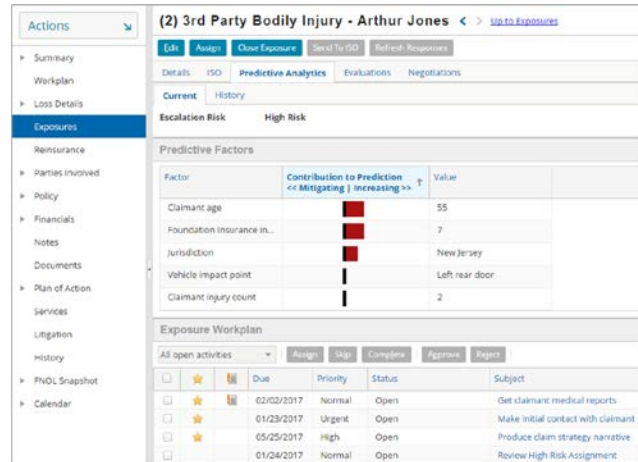 Actions
Summary
Workplan
Loss Details
Exposures
Reinsurance
Parties Involved
Policy
Financials
Notes
Documents
Plan of Action
Services
Litigation
History
FNOL Snapshot
Calendar
(2) 3rd Party Bodily Injury - Arthur Jones < > Up to Exposures
Edit Assign Close Exposure Send To ISO Refresh Responses
Details ISO Predictive Analytics Evaluations Negotiations
Current History
Escalation Risk High Risk
Predictive Factors
Factor Contribution to Prediction Value
<< Mitigating | Increasing >>
Claimant age 55
Foundation Insurance in... 7
Jurisdiction New Jersey
Vehicle impact point Left rear door
Claimant injury count 2
Exposure Workplan
All open activities Assign Skip Complete Approve Reject
Due Priority Status Subject
02/02/2017 Normal Open Get claimant medical reports
01/23/2017 Urgent Open Make initial contact with claimant
05/25/2017 High Open Produce claim strategy narrative
01/24/2017 Normal Open Review High Risk Assignment